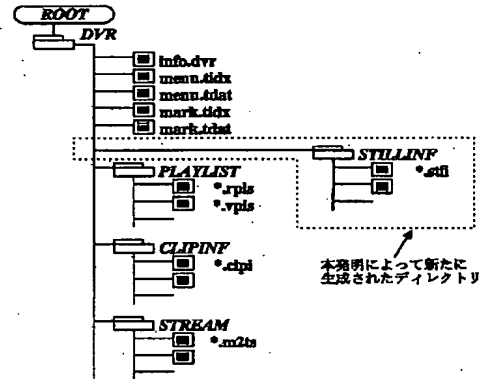 ROOT
DVR
info.dvr
menu.tidx
menu.tdat
mark.tidx
mark.tdat
STILLINF
*.stfi
PLAYLIST
*.rpls
*.vpls
CLIPINF
*.clpi
STREAM
*.m2ts
本発明によって新たに
生成されたディレクトリ